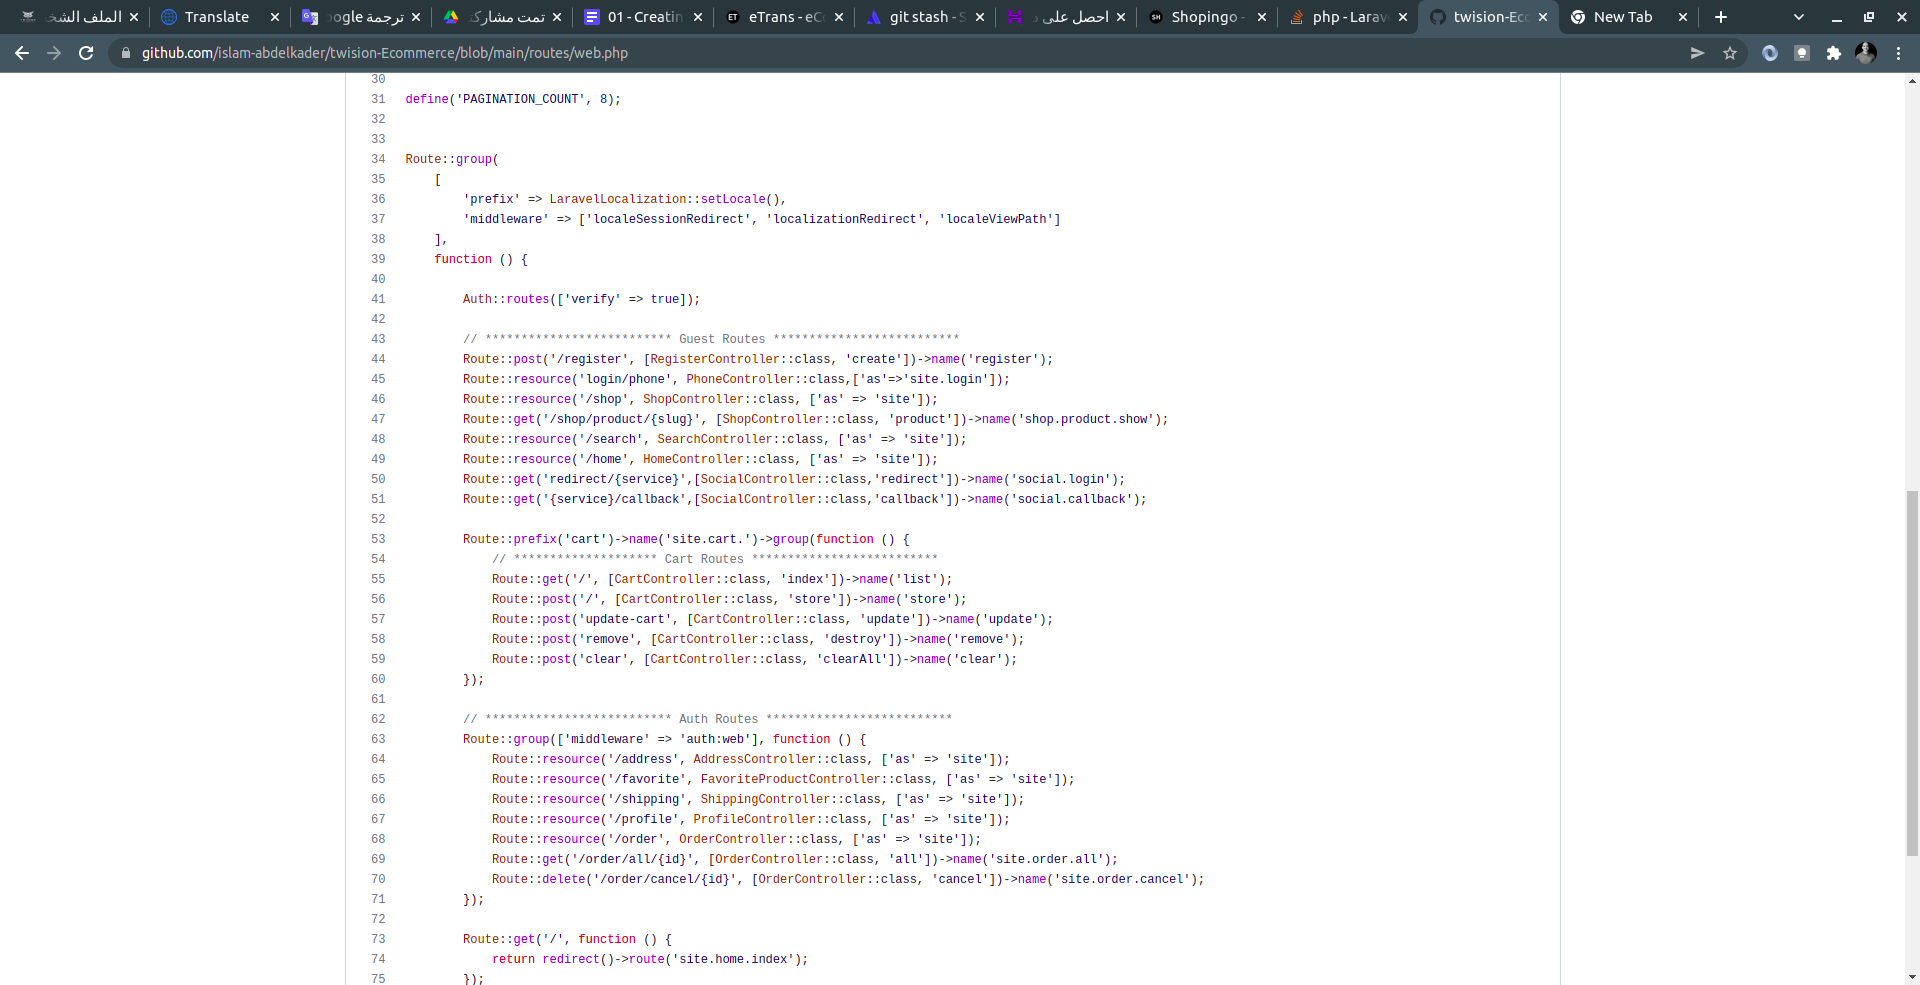 الملف الشخ
Translate
ترجمة oogle
تمت مشاركتة
01 - Creatin
eTrans - eCo
git stash - S
احصل على د
Shopingo -
php - Larav
twision-Eco
New Tab
github.com/islam-abdelkader/twision-Ecommerce/blob/main/routes/web.php
30
31 define('PAGINATION_COUNT', 8);
32
33
34 Route::group(
35 [
36 'prefix' => LaravelLocalization::setLocale(),
37 'middleware' => ['localeSessionRedirect', 'localizationRedirect', 'localeViewPath']
38 ],
39 function () {
40
41 Auth::routes(['verify' => true]);
42
43 // ************************** Guest Routes **************************
44 Route::post('/register', [RegisterController::class, 'create'])->name('register');
45 Route::resource('login/phone', PhoneController::class,['as'=>'site.login']);
46 Route::resource('/shop', ShopController::class, ['as' => 'site']);
47 Route::get('/shop/product/{slug}', [ShopController::class, 'product'])->name('shop.product.show');
48 Route::resource('/search', SearchController::class, ['as' => 'site']);
49 Route::resource('/home', HomeController::class, ['as' => 'site']);
50 Route::get('redirect/{service}',[SocialController::class,'redirect'])->name('social.login');
51 Route::get('{service}/callback',[SocialController::class,'callback'])->name('social.callback');
52
53 Route::prefix('cart')->name('site.cart.')->group(function () {
54 // ******************** Cart Routes **************************
55 Route::get('/', [CartController::class, 'index'])->name('list');
56 Route::post('/', [CartController::class, 'store'])->name('store');
57 Route::post('update-cart', [CartController::class, 'update'])->name('update');
58 Route::post('remove', [CartController::class, 'destroy'])->name('remove');
59 Route::post('clear', [CartController::class, 'clearAll'])->name('clear');
60 });
61
62 // ************************** Auth Routes **************************
63 Route::group(['middleware' => 'auth:web'], function () {
64 Route::resource('/address', AddressController::class, ['as' => 'site']);
65 Route::resource('/favorite', FavoriteProductController::class, ['as' => 'site']);
66 Route::resource('/shipping', ShippingController::class, ['as' => 'site']);
67 Route::resource('/profile', ProfileController::class, ['as' => 'site']);
68 Route::resource('/order', OrderController::class, ['as' => 'site']);
69 Route::get('/order/all/{id}', [OrderController::class, 'all'])->name('site.order.all');
70 Route::delete('/order/cancel/{id}', [OrderController::class, 'cancel'])->name('site.order.cancel');
71 });
72
73 Route::get('/', function () {
74 return redirect()->route('site.home.index');
75 });